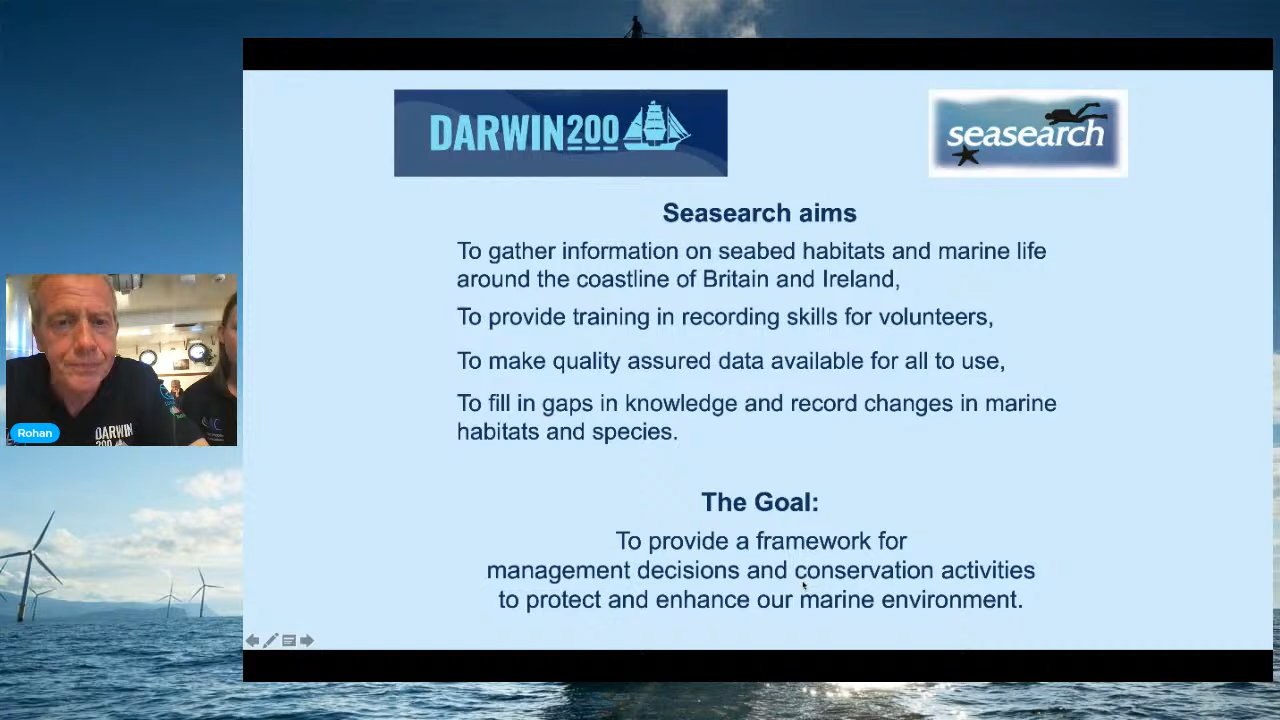 DARWIN200
seasearch
Seasearch aims
To gather information on seabed habitats and marine life
around the coastline of Britain and Ireland,
To provide training in recording skills for volunteers,
To make quality assured data available for all to use,
To fill in gaps in knowledge and record changes in marine
habitats and species.
The Goal:
To provide a framework for
management decisions and conservation activities
to protect and enhance our marine environment.
Rohan
DARWIN
200